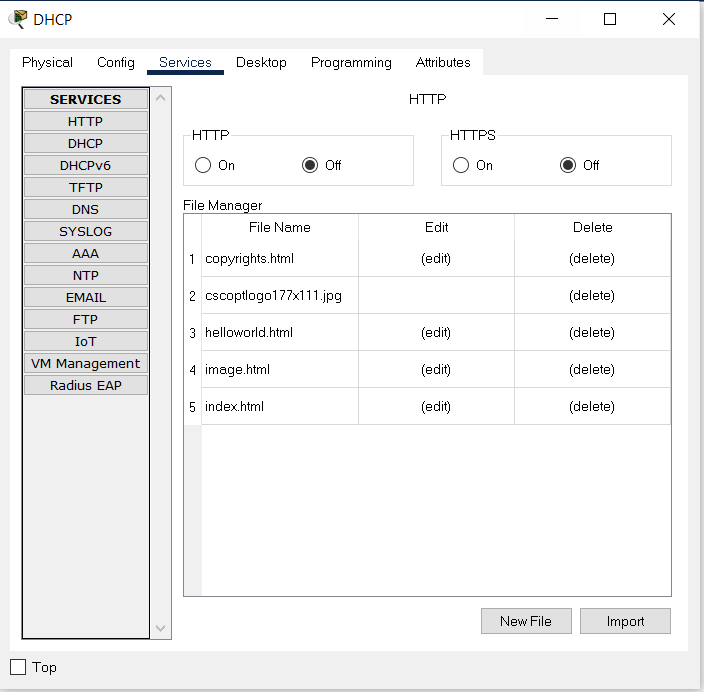 DHCP
Physical Config Services Desktop Programming Attributes
SERVICES
HTTP
DHCP
DHCPv6
TFTP
DNS
SYSLOG
AAA
NTP
EMAIL
FTP
IoT
VM Management
Radius EAP
HTTP
HTTP
On Off
HTTPS
On Off
File Manager
File Name Edit Delete
1 copyrights.html (edit) (delete)
2 cscoptlogo177x111.jpg (delete)
3 helloworld.html (edit) (delete)
4 image.html (edit) (delete)
5 index.html (edit) (delete)
New File Import
Top